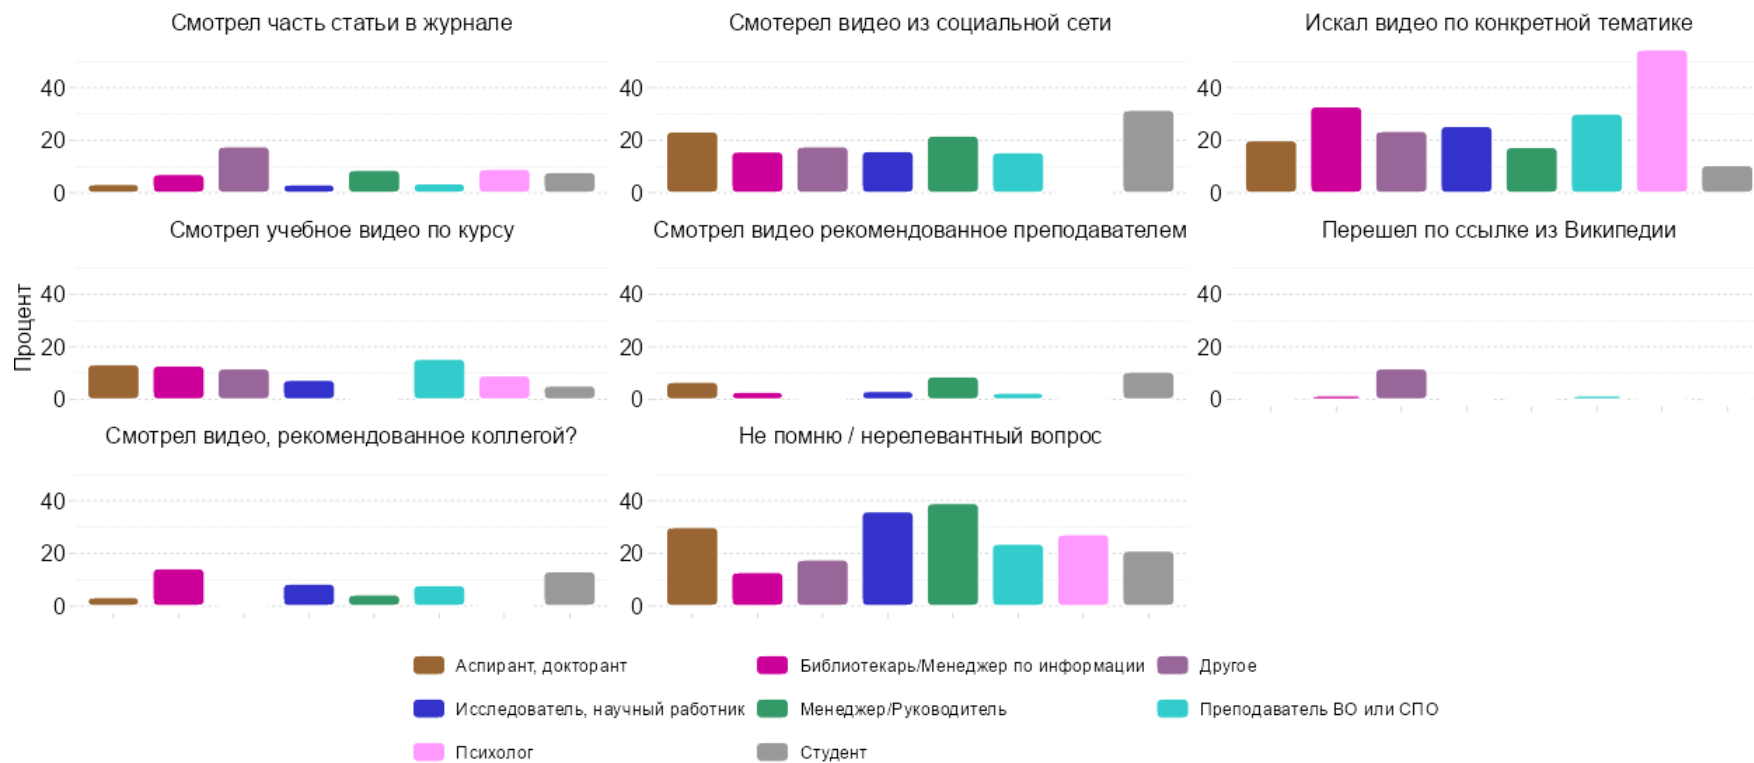 Смотрел часть статьи в журнале
Смотерел видео из социальной сети
Искал видео по конкретной тематике
40
20
0
40
20
0
40
20
0
Смотрел учебное видео по курсу
Смотрел видео рекомендованное преподавателем
Перешел по ссылке из Википедии
Процент
40
20
0
40
20
0
40
20
0
Смотрел видео, рекомендованное коллегой?
Не помню / нерелевантный вопрос
40
20
0
40
20
0
Аспирант, докторант
Библиотекарь/Менеджер по информации
Другое
Исследователь, научный работник
Менеджер/Руководитель
Преподаватель ВО или СПО
Психолог
Студент